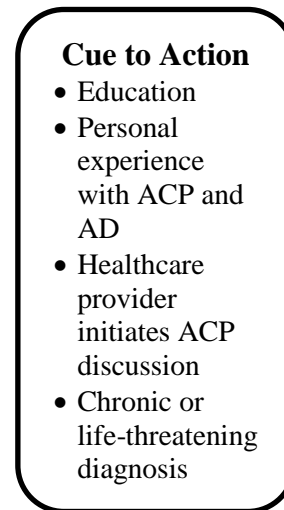 Cue to Action
• Education
• Personal
experience
with ACP and
AD
• Healthcare
provider
initiates ACP
discussion
• Chronic or
life-threatening
diagnosis